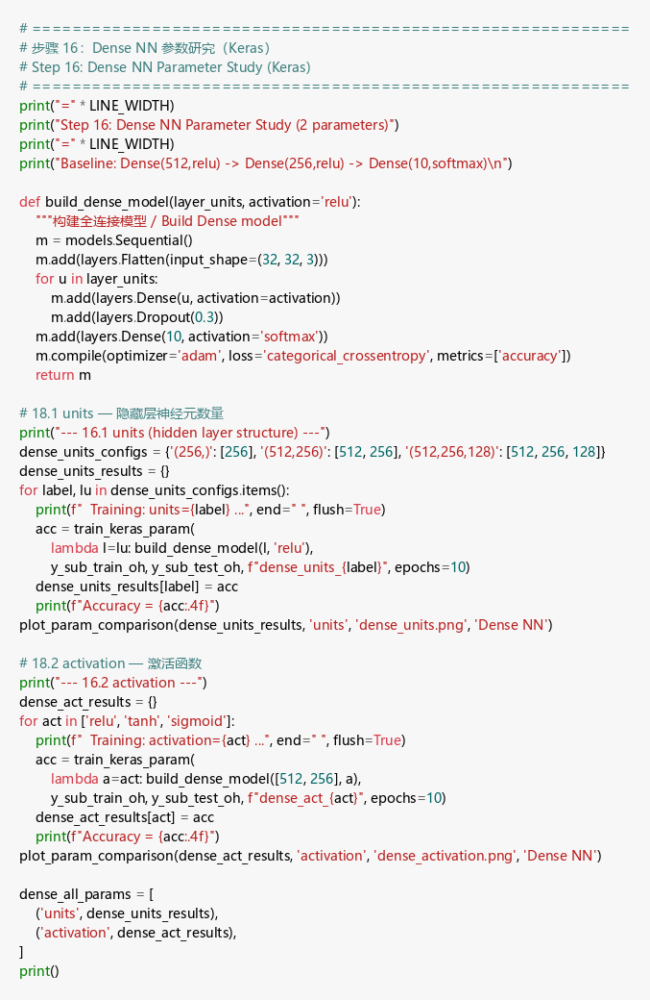 # ============================================================
# 步骤 16：Dense NN 参数研究（Keras）
# Step 16: Dense NN Parameter Study (Keras)
# ============================================================
print("=" * LINE_WIDTH)
print("Step 16: Dense NN Parameter Study (2 parameters)")
print("=" * LINE_WIDTH)
print("Baseline: Dense(512,relu) -> Dense(256,relu) -> Dense(10,softmax)\n")

def build_dense_model(layer_units, activation='relu'):
    """构建全连接模型 / Build Dense model"""
    m = models.Sequential()
    m.add(layers.Flatten(input_shape=(32, 32, 3)))
    for u in layer_units:
        m.add(layers.Dense(u, activation=activation))
        m.add(layers.Dropout(0.3))
    m.add(layers.Dense(10, activation='softmax'))
    m.compile(optimizer='adam', loss='categorical_crossentropy', metrics=['accuracy'])
    return m

# 18.1 units — 隐藏层神经元数量
print("--- 16.1 units (hidden layer structure) ---")
dense_units_configs = {'(256,)': [256], '(512,256)': [512, 256], '(512,256,128)': [512, 256, 128]}
dense_units_results = {}
for label, lu in dense_units_configs.items():
    print(f"  Training: units={label} ...", end=" ", flush=True)
    acc = train_keras_param(
        lambda l=lu: build_dense_model(l, 'relu'),
        y_sub_train_oh, y_sub_test_oh, f"dense_units_{label}", epochs=10)
    dense_units_results[label] = acc
    print(f"Accuracy = {acc:.4f}")
plot_param_comparison(dense_units_results, 'units', 'dense_units.png', 'Dense NN')

# 18.2 activation — 激活函数
print("--- 16.2 activation ---")
dense_act_results = {}
for act in ['relu', 'tanh', 'sigmoid']:
    print(f"  Training: activation={act} ...", end=" ", flush=True)
    acc = train_keras_param(
        lambda a=act: build_dense_model([512, 256], a),
        y_sub_train_oh, y_sub_test_oh, f"dense_act_{act}", epochs=10)
    dense_act_results[act] = acc
    print(f"Accuracy = {acc:.4f}")
plot_param_comparison(dense_act_results, 'activation', 'dense_activation.png', 'Dense NN')

dense_all_params = [
    ('units', dense_units_results),
    ('activation', dense_act_results),
]
print()